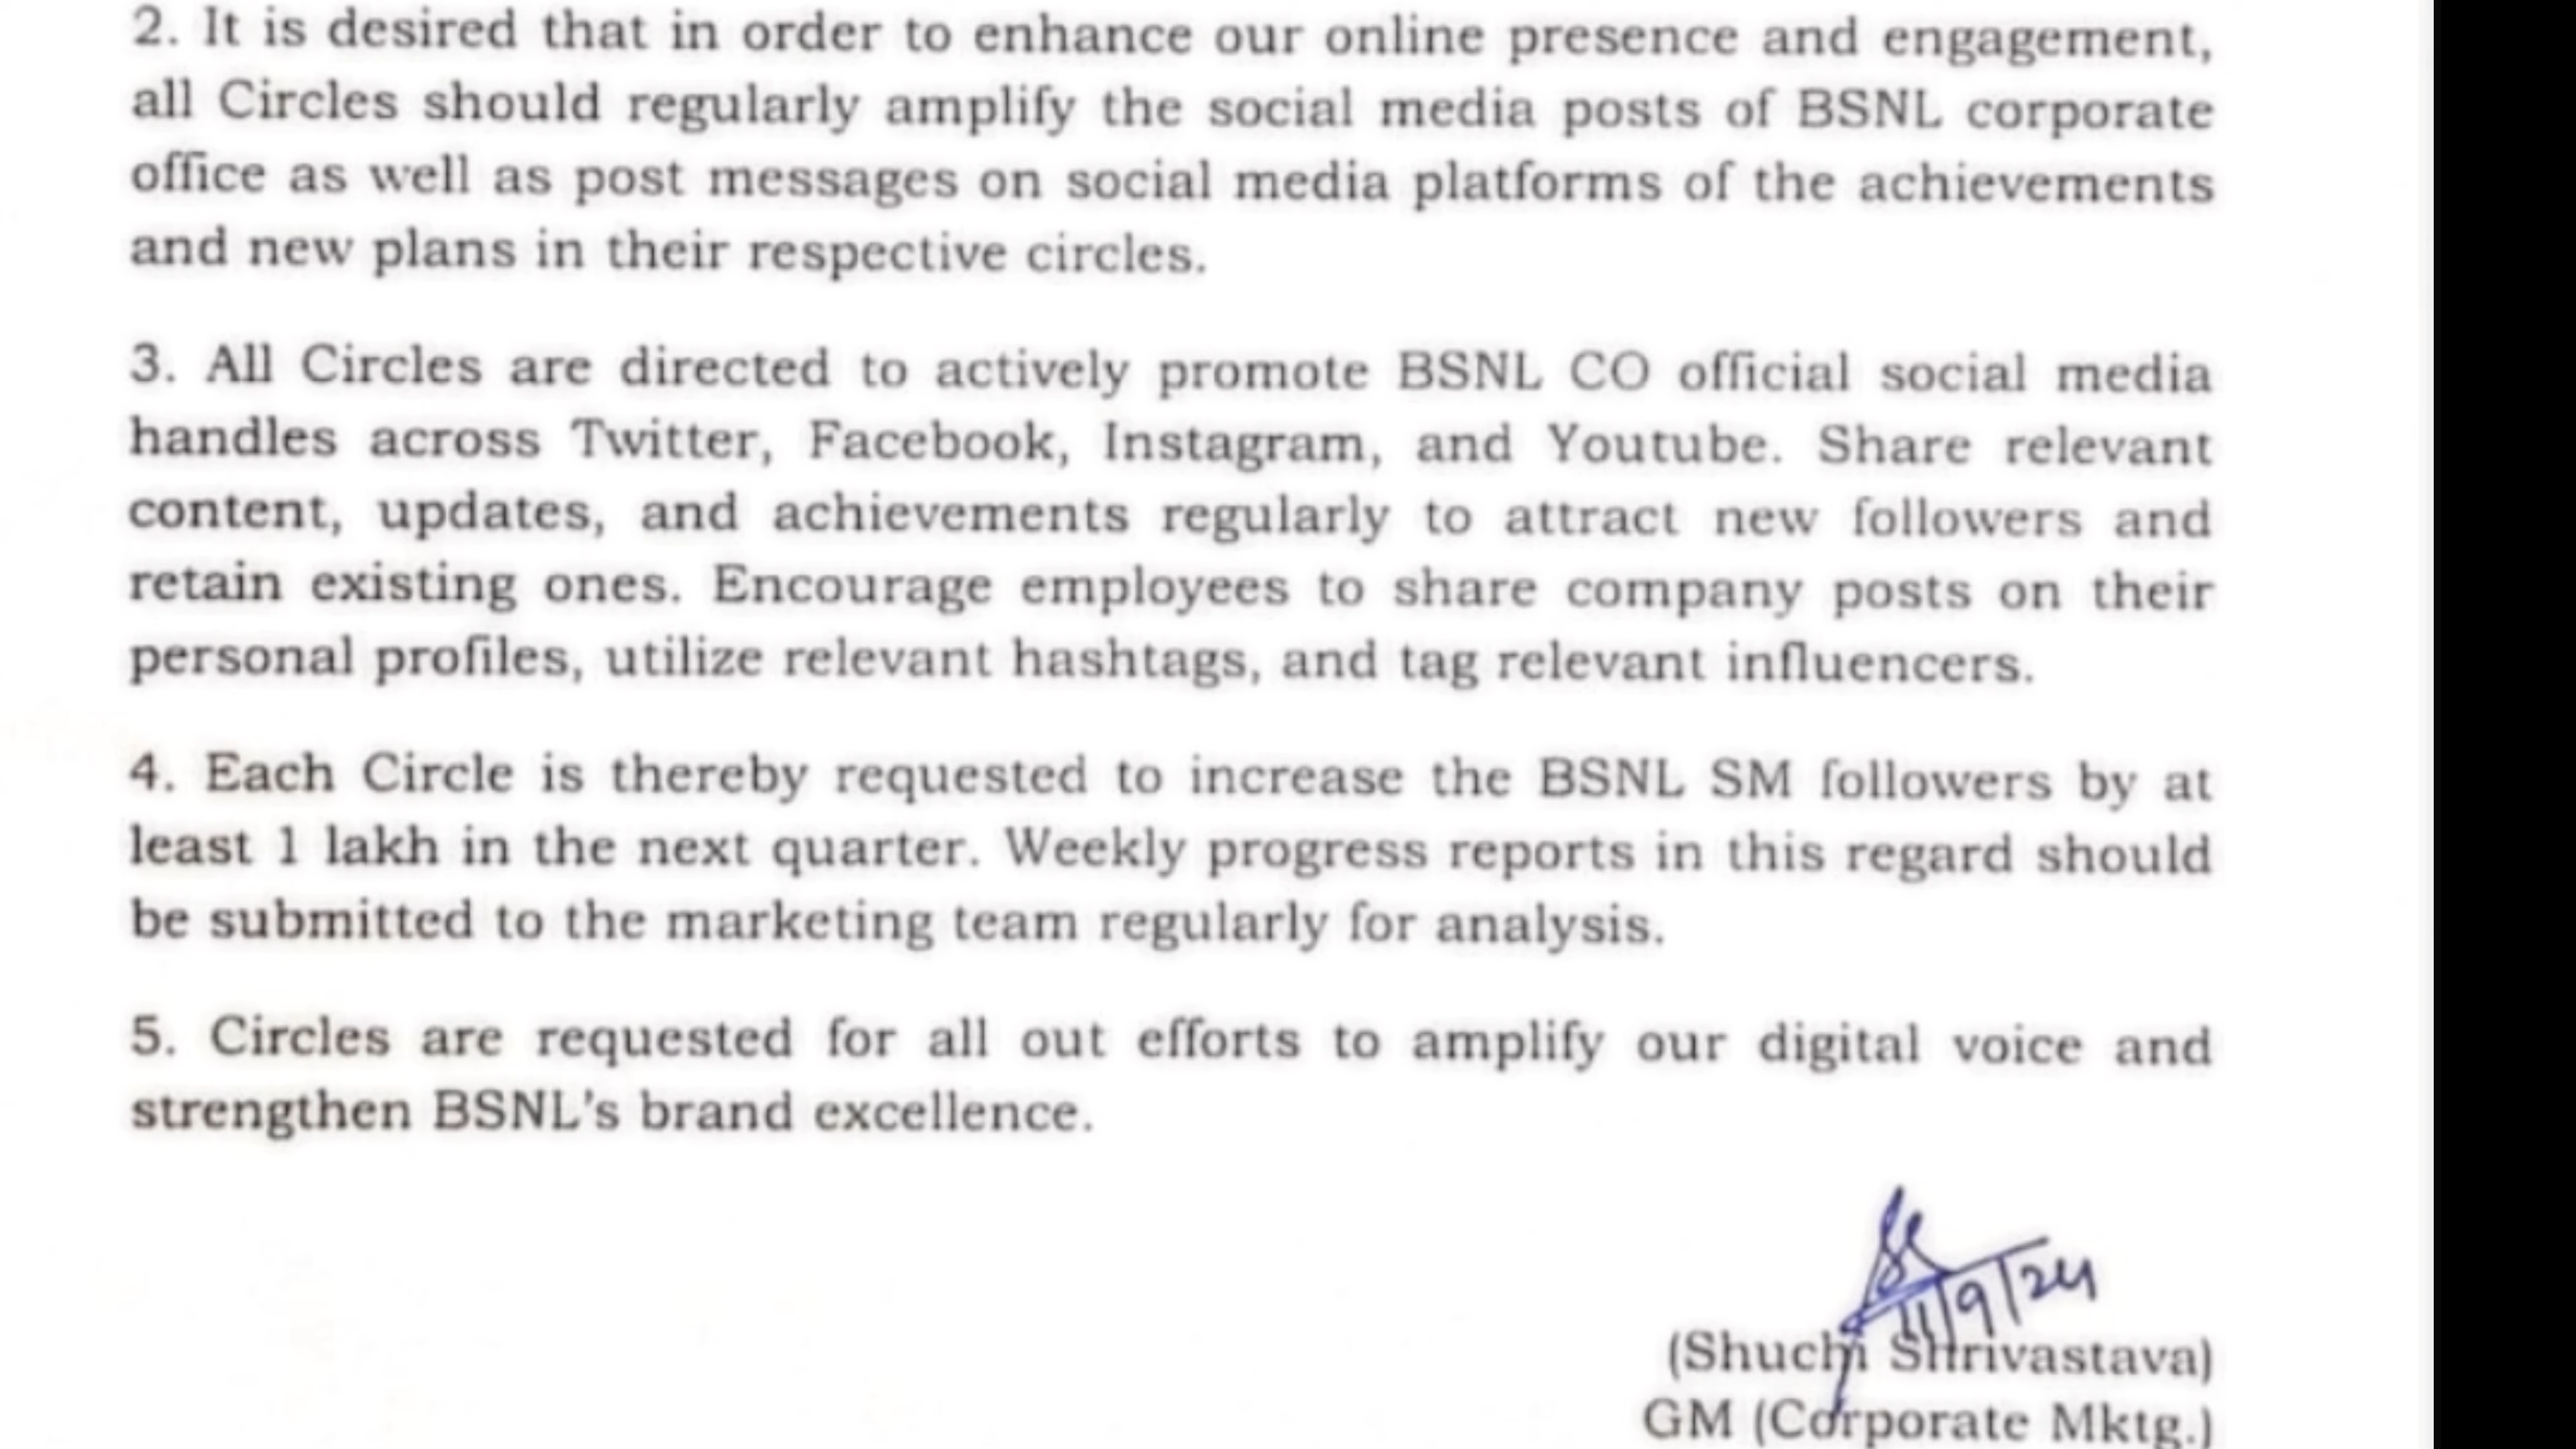 2. It is desired that in order to enhance our online presence and engagement,
all Circles should regularly amplify the social media posts of BSNL corporate
office as well as post messages on social media platforms of the achievements
and new plans in their respective circles.
3. All Circles are directed to actively promote BSNL CO official social media
handles across Twitter, Facebook, Instagram, and Youtube. Share relevant
content, updates, and achievements regularly to attract new followers and
retain existing ones. Encourage employees to share company posts on their
personal profiles, utilize relevant hashtags, and tag relevant influencers.
4. Each Circle is thereby requested to increase the BSNL SM followers by at
least 1 lakh in the next quarter. Weekly progress reports in this regard should
be submitted to the marketing team regularly for analysis.
5. Circles are requested for all out efforts to amplify our digital voice and
strengthen BSNL's brand excellence.
11/9/24
(Shuchi Shrivastava)
GM (Corporate Mktg.)